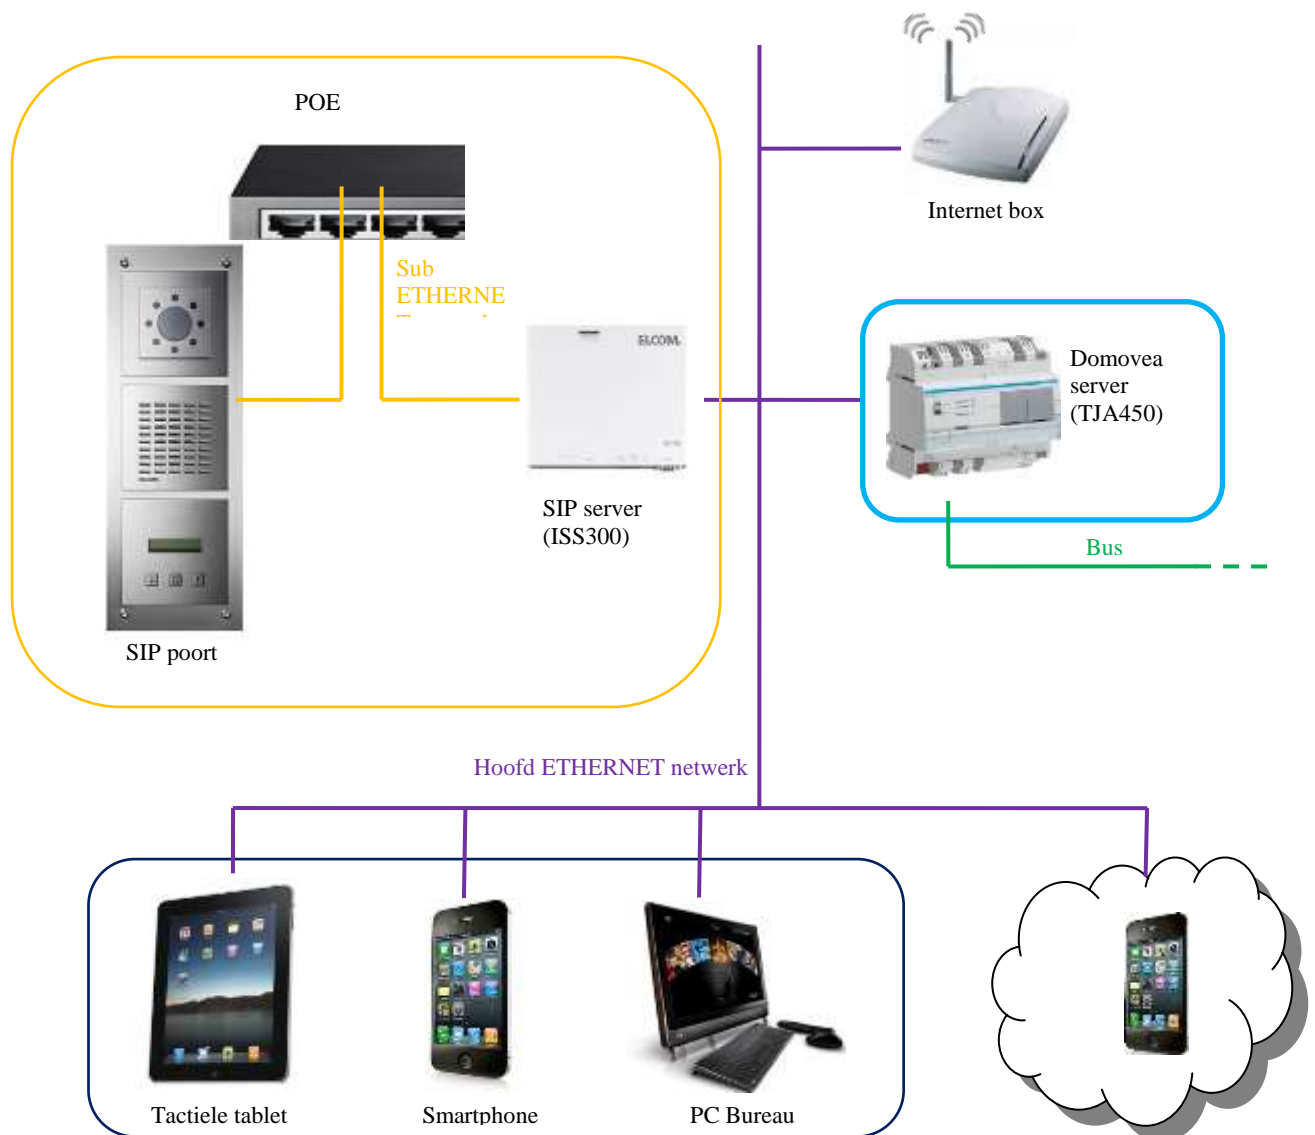 POE
Internet box
Sub
ETHERNE
ELCOM.
Domovea
server
(TJA450)
SIP server
(ISS300)
Bus
SIP poort
Hoofd ETHERNET netwerk
Tactiele tablet
Smartphone
PC Bureau